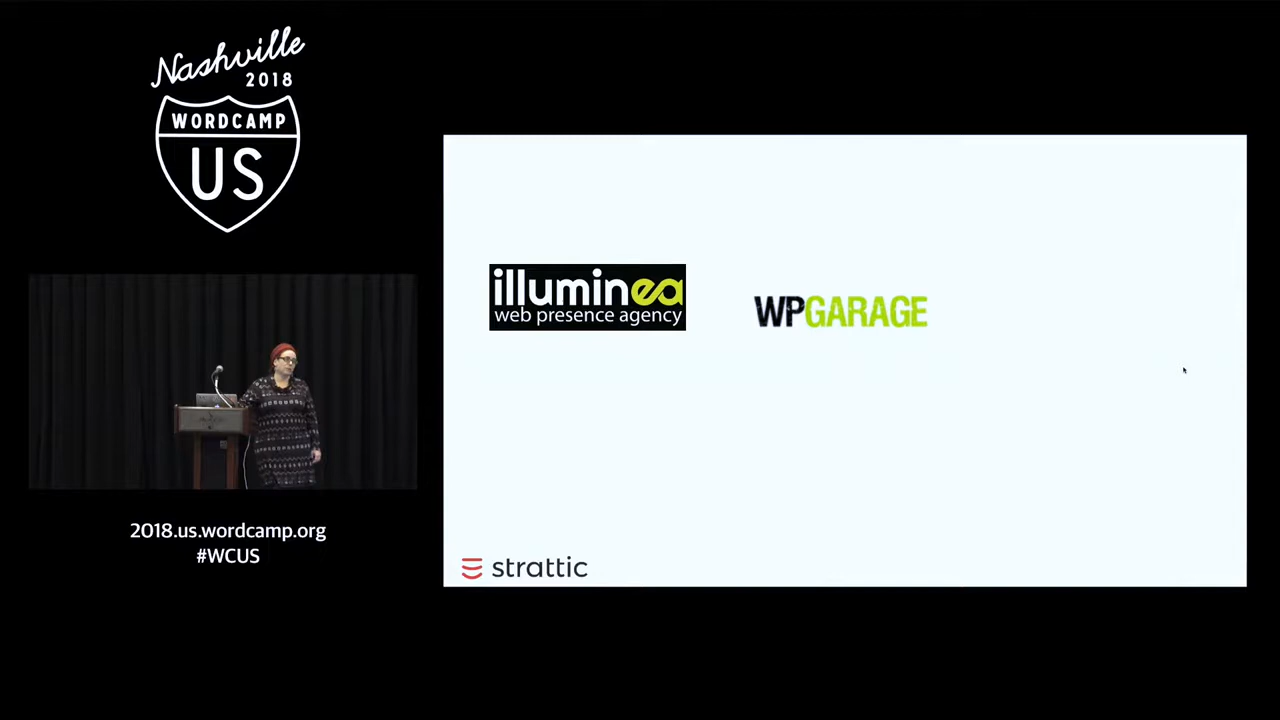 Nashville
2018
WORDCAMP
US
illuminea
web presence agency
WPGARAGE
strattic
2018.us.wordcamp.org
#WCUS